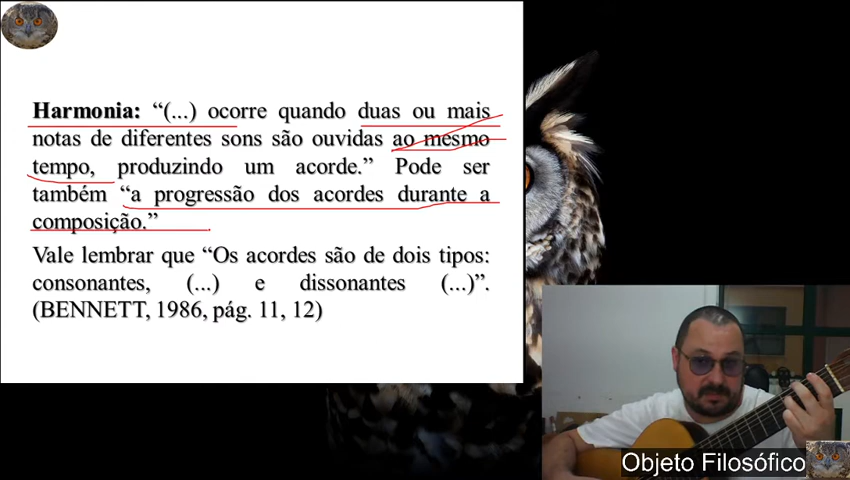 Harmonia: “(...) ocorre quando duas ou mais
notas de diferentes sons são ouvidas ao mesmo
tempo, produzindo um acorde.” Pode ser
também “a progressão dos acordes durante a
composição.”
Vale lembrar que “Os acordes são de dois tipos:
consonantes, (...) e dissonantes (...)”.
(BENNETT, 1986, pág. 11, 12)
Objeto Filosófico